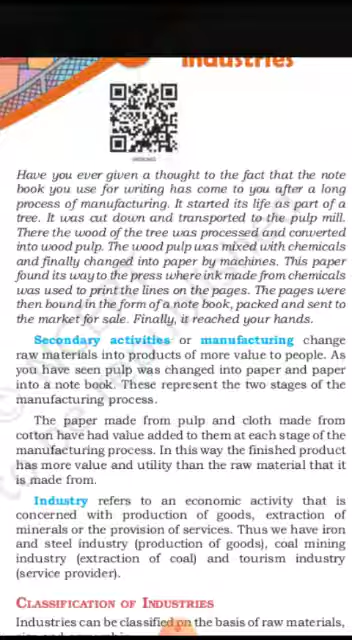 Industries
Have you ever given a thought to the fact that the note
book you use for writing has come to you after a long
process of manufacturing. It started its life as part of a
tree. It was cut down and transported to the pulp mill.
There the wood of the tree was processed and converted
into wood pulp. The wood pulp was mixed with chemicals
and finally changed into paper by machines. This paper
found its way to the press where ink made from chemicals
was used to print the lines on the pages. The pages were
then bound in the form of a note book, packed and sent to
the market for sale. Finally, it reached your hands.
Secondary activities or manufacturing change
raw materials into products of more value to people. As
you have seen pulp was changed into paper and paper
into a note book. These represent the two stages of the
manufacturing process.
The paper made from pulp and cloth made from
cotton have had value added to them at each stage of the
manufacturing process. In this way the finished product
has more value and utility than the raw material that it
is made from.
Industry refers to an economic activity that is
concerned with production of goods, extraction of
minerals or the provision of services. Thus we have iron
and steel industry (production of goods), coal mining
industry (extraction of coal) and tourism industry
(service provider).
CLASSIFICATION OF INDUSTRIES
Industries can be classified on the basis of raw materials,